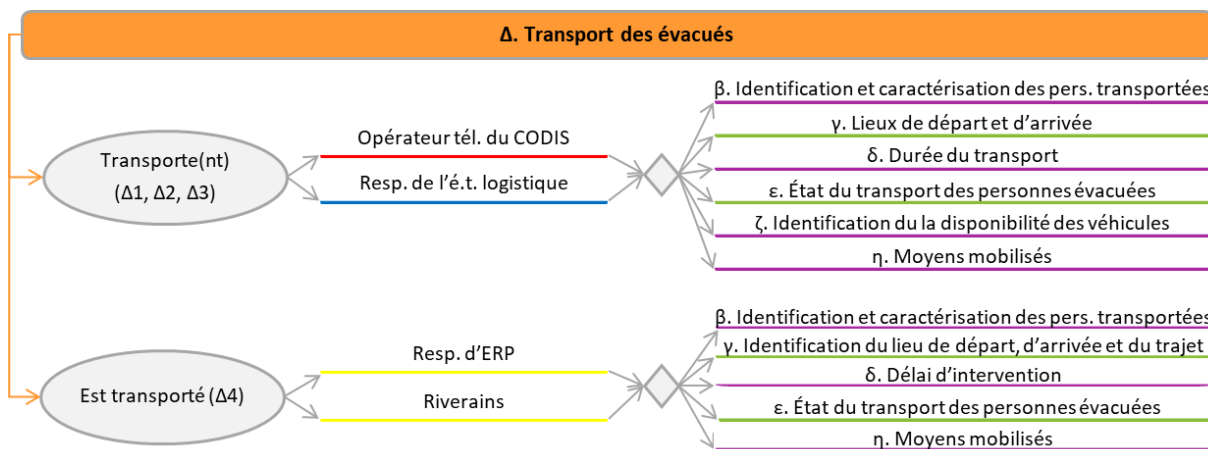 Δ. Transport des évacués
Transporte(nt)
(Δ1, Δ2, Δ3)
Opérateur tél. du CODIS
Resp. de l'é.t. logistique
β. Identification et caractérisation des pers. transportées
γ. Lieux de départ et d'arrivée
δ. Durée du transport
ε. État du transport des personnes évacuées
ζ. Identification du la disponibilité des véhicules
η. Moyens mobilisés
Est transporté (Δ4)
Resp. d'ERP
Riverains
β. Identification et caractérisation des pers. transportées
γ. Identification du lieu de départ, d'arrivée et du trajet
δ. Délai d'intervention
ε. État du transport des personnes évacuées
η. Moyens mobilisés